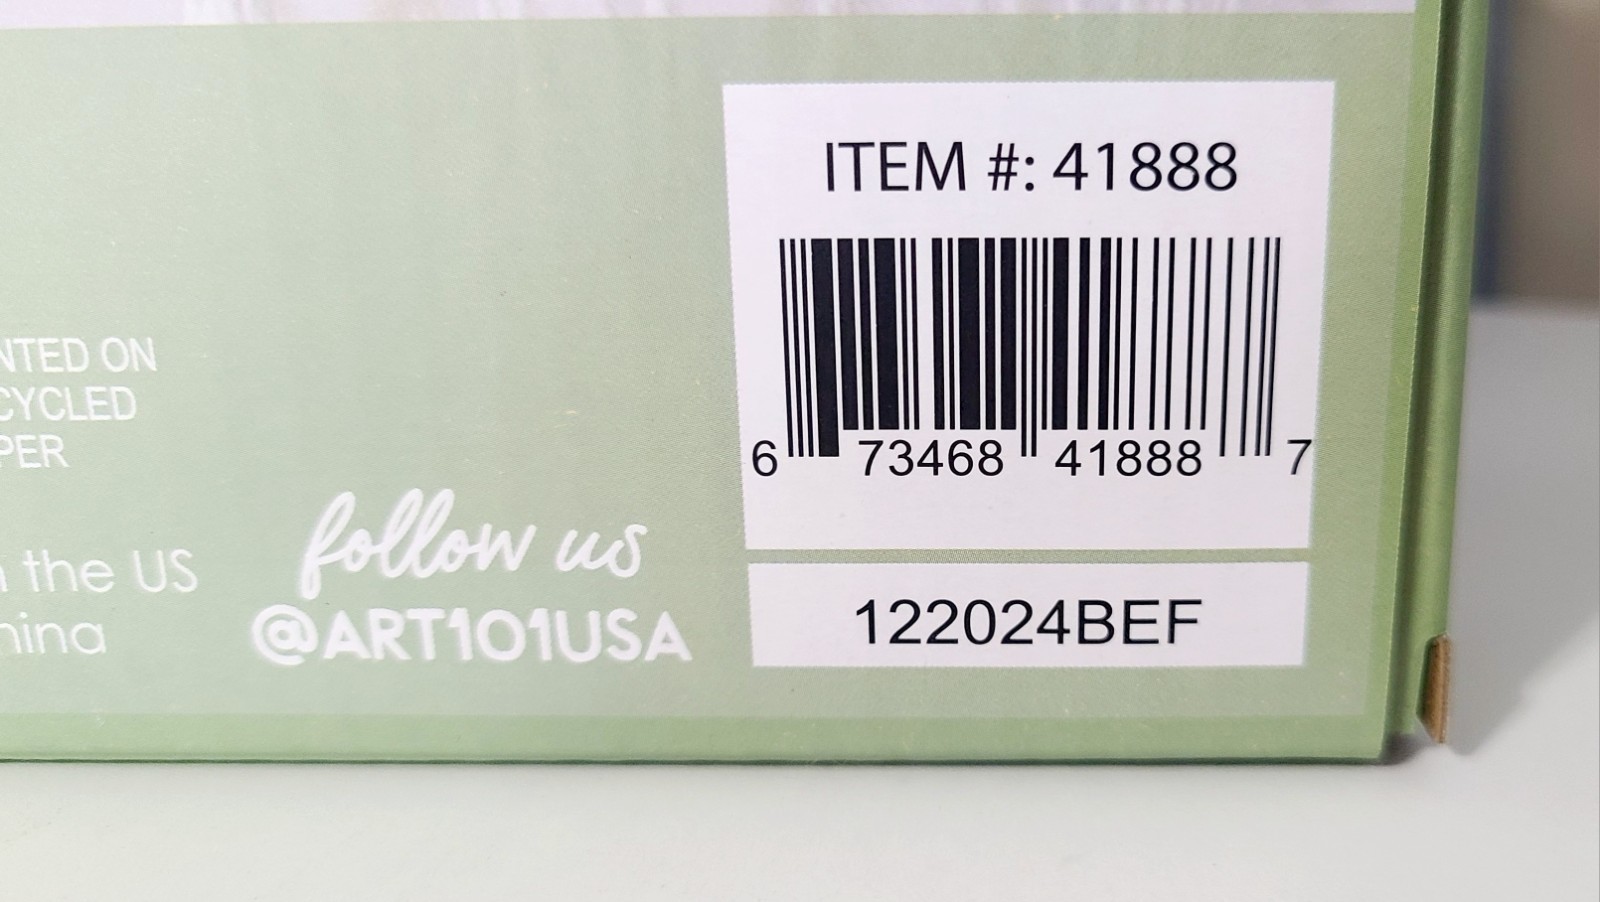 ITEM #: 41888
6 73468 41888 7
122024BEF
NTED ON
CYCLED
PER
the US
hina
follow us
@ART101USA